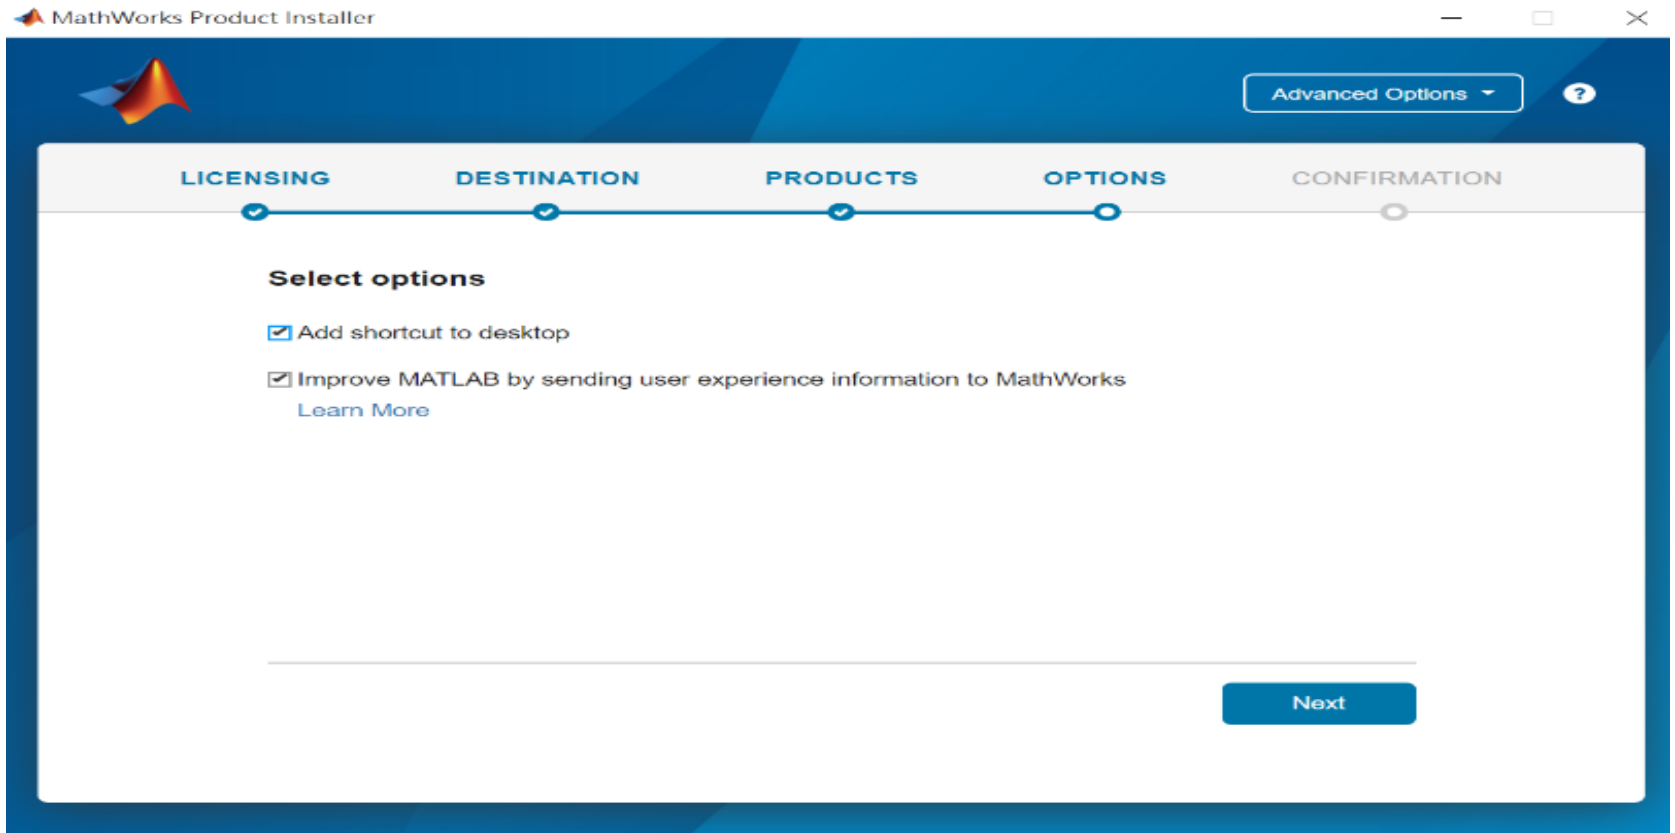 MathWorks Product Installer
Advanced Options
?
LICENSING DESTINATION PRODUCTS OPTIONS CONFIRMATION
Select options
Add shortcut to desktop
Improve MATLAB by sending user experience information to MathWorks
Learn More
Next